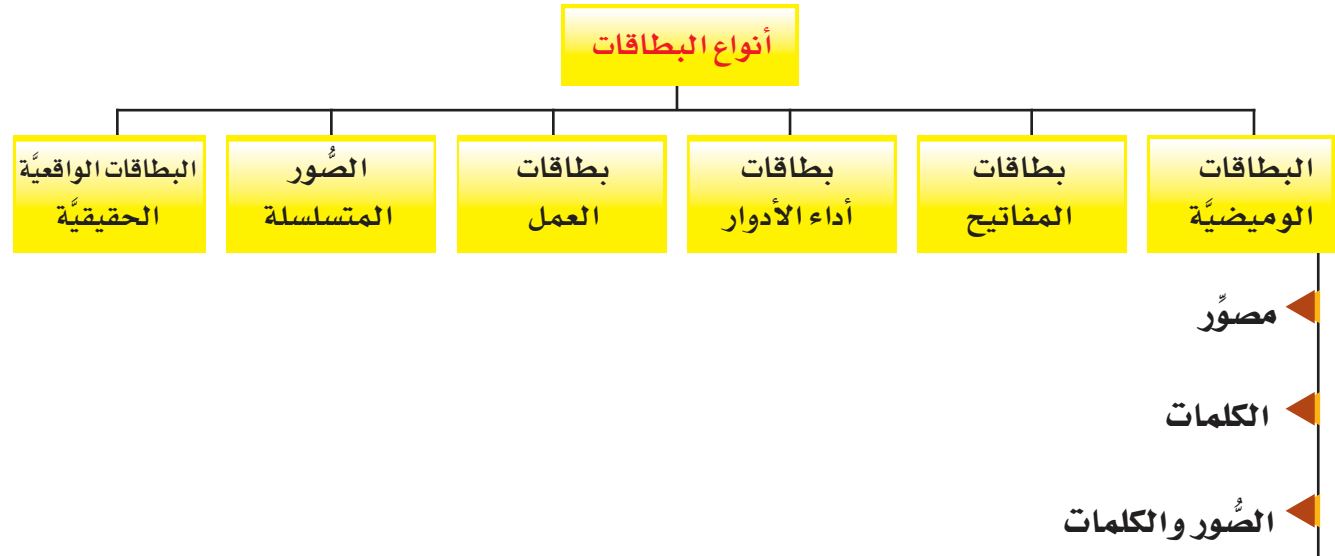 أنواع البطاقات
البطاقات
الوميضيَّة
بطاقات
المفاتيح
بطاقات
أداء الأدوار
بطاقات
العمل
الصُّور
المتسلسلة
البطاقات الواقعيَّة
الحقيقيَّة
مصوِّر
الكلمات
الصُّور والكلمات